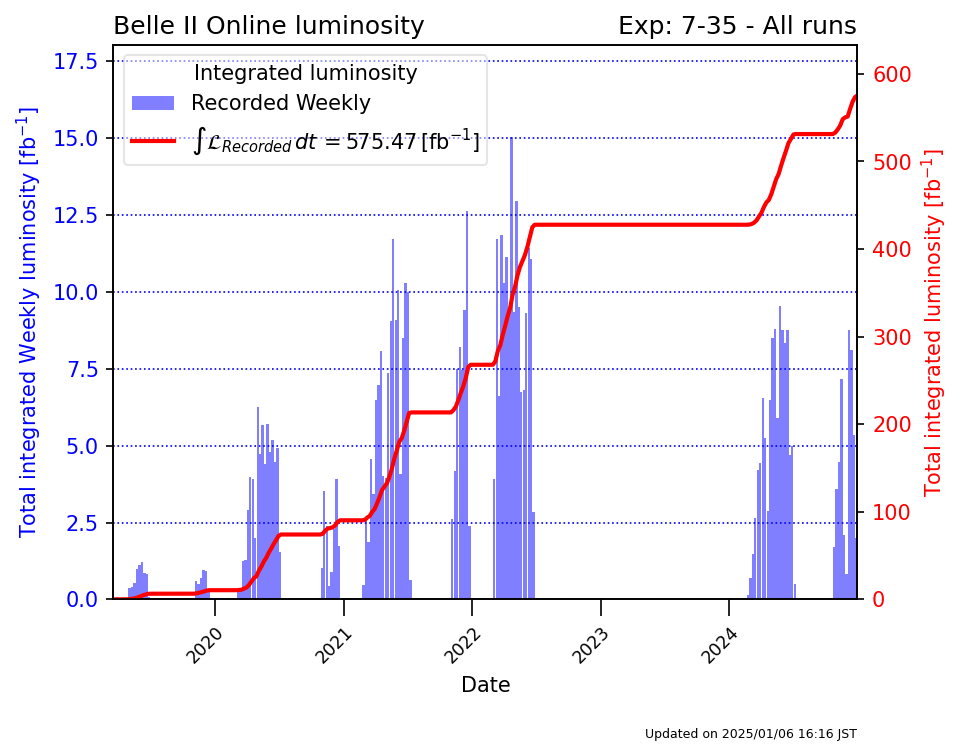 Belle II Online luminosity Exp: 7-35 - All runs
Integrated luminosity
Recorded Weekly
∫ℒ_Recorded dt = 575.47 [fb⁻¹]
Total integrated Weekly luminosity [fb⁻¹]
17.5
15.0
12.5
10.0
7.5
5.0
2.5
0.0
600
500
400
300
200
100
0
Total integrated luminosity [fb⁻¹]
2020 2021 2022 2023 2024
Date
Updated on 2025/01/06 16:16 JST